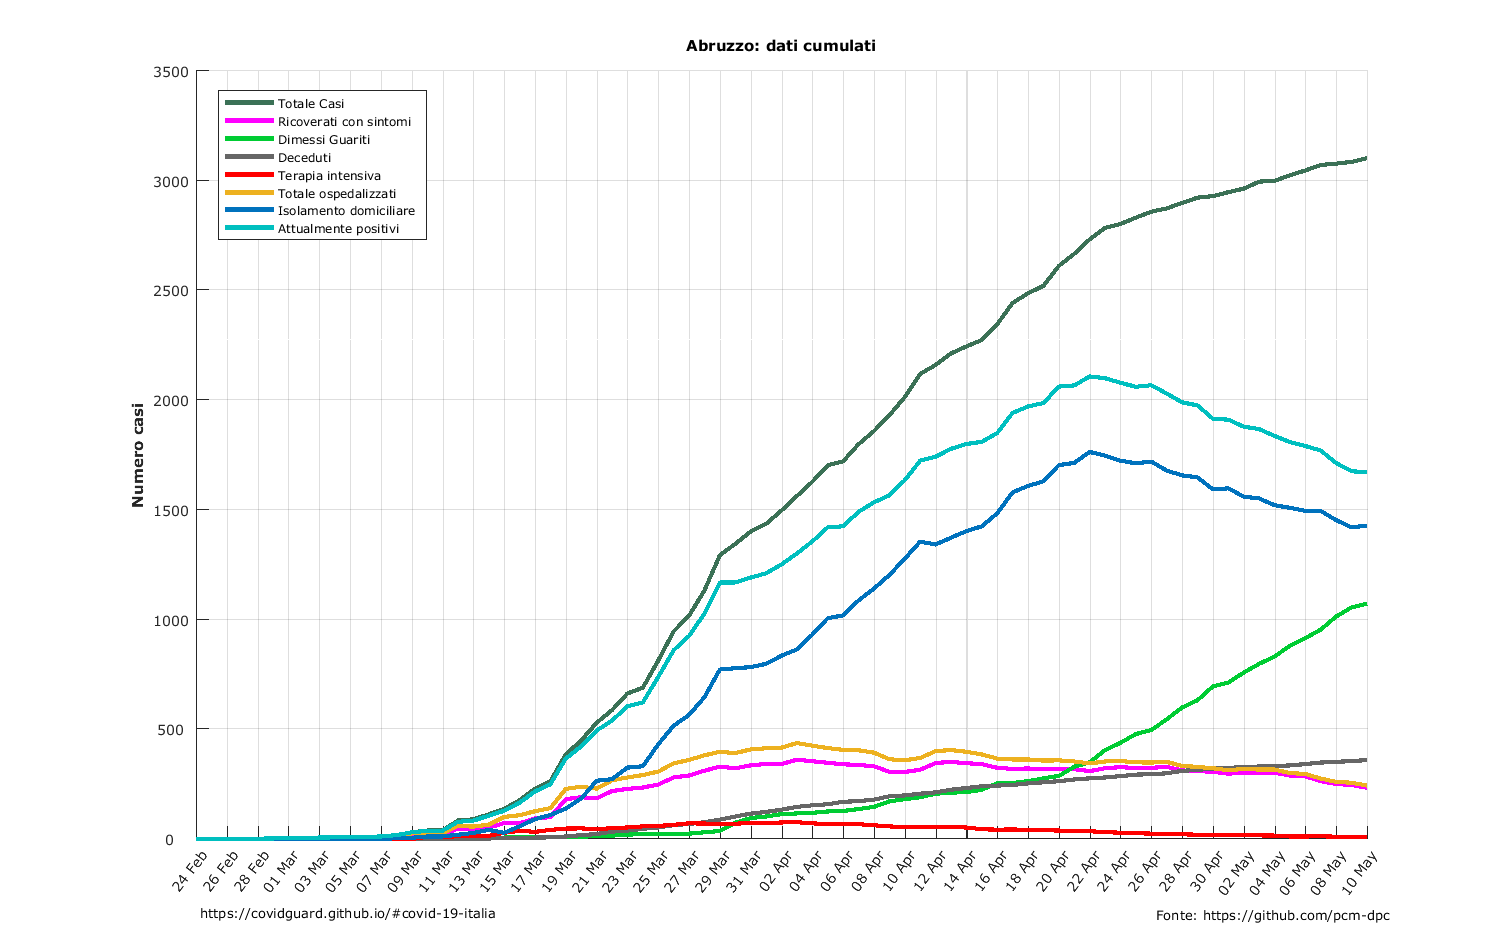 Abruzzo: dati cumulati
3500
3000
2500
2000
1500
1000
500
0
Numero casi
Totale Casi
Ricoverati con sintomi
Dimessi Guariti
Deceduti
Terapia intensiva
Totale ospedalizzati
Isolamento domiciliare
Attualmente positivi
24 Feb
26 Feb
28 Feb
01 Mar
03 Mar
05 Mar
07 Mar
09 Mar
11 Mar
13 Mar
15 Mar
17 Mar
19 Mar
21 Mar
23 Mar
25 Mar
27 Mar
29 Mar
31 Mar
02 Apr
04 Apr
06 Apr
08 Apr
10 Apr
12 Apr
14 Apr
16 Apr
18 Apr
20 Apr
22 Apr
24 Apr
26 Apr
28 Apr
30 Apr
02 May
04 May
06 May
08 May
10 May
https://covidguard.github.io/#covid-19-italia
Fonte: https://github.com/pcm-dpc